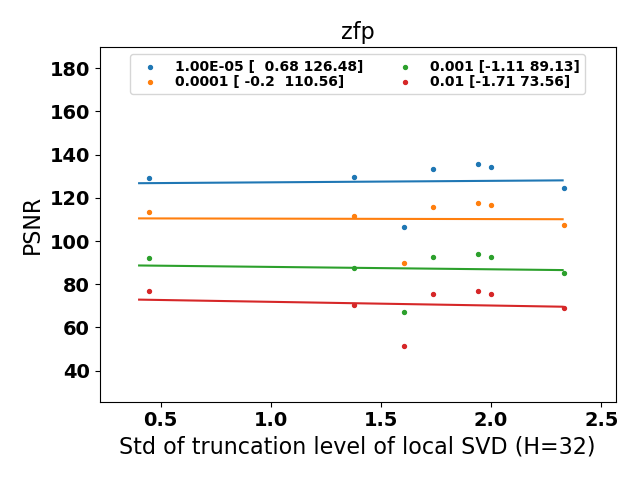 zfp
1.00E-05 [  0.68 126.48]
0.0001 [ -0.2  110.56]
0.001 [-1.11 89.13]
0.01 [-1.71 73.56]
180
160
140
120
100
80
60
40
PSNR
0.5 1.0 1.5 2.0 2.5
Std of truncation level of local SVD (H=32)